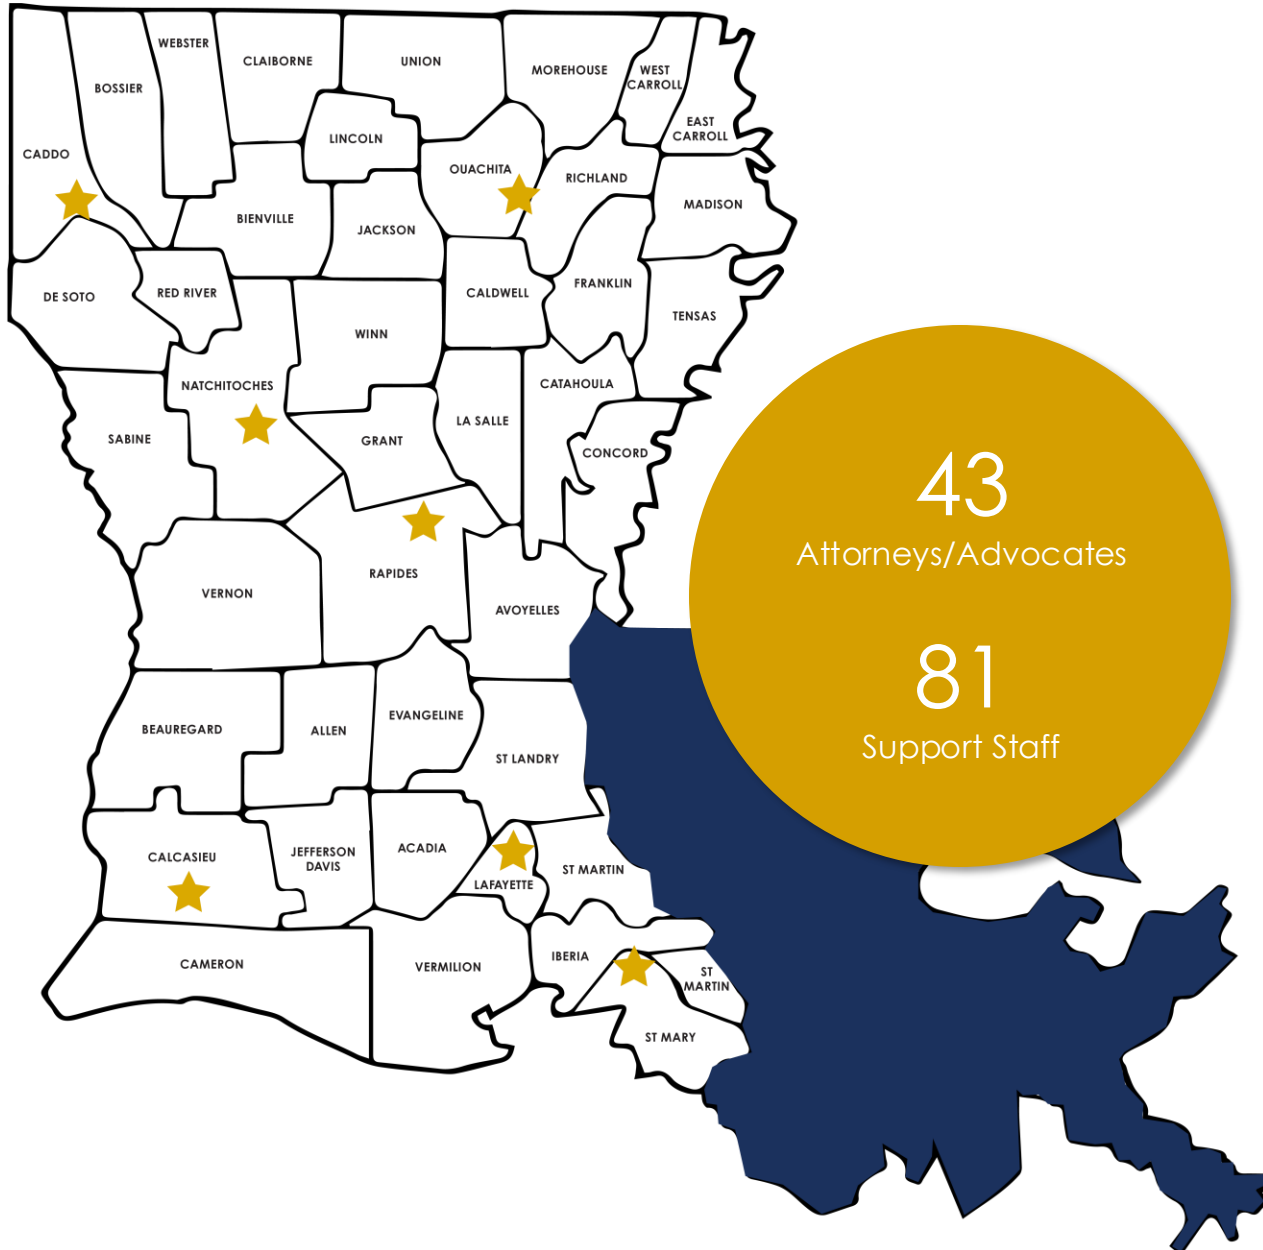 WEBSTER
CLAIBORNE
UNION
MOREHOUSE
WEST
CARROLL
BOSSIER
EAST
CARROLL
LINCOLN
CADDO
OUACHITA
RICHLAND
MADISON
BIENVILLE
JACKSON
DE SOTO
RED RIVER
CALDWELL
FRANKLIN
TENSAS
WINN
NATCHITOCHES
CATAHOULA
SABINE
GRANT
LA SALLE
CONCORD
43
Attorneys/Advocates
81
Support Staff
VERNON
RAPIDES
AVOYELLES
BEAUREGARD
ALLEN
EVANGELINE
ST LANDRY
CALCASIEU
JEFFERSON
DAVIS
ACADIA
LAFAYETTE
ST MARTIN
CAMERON
VERMILION
IBERIA
ST
MARTIN
ST MARY